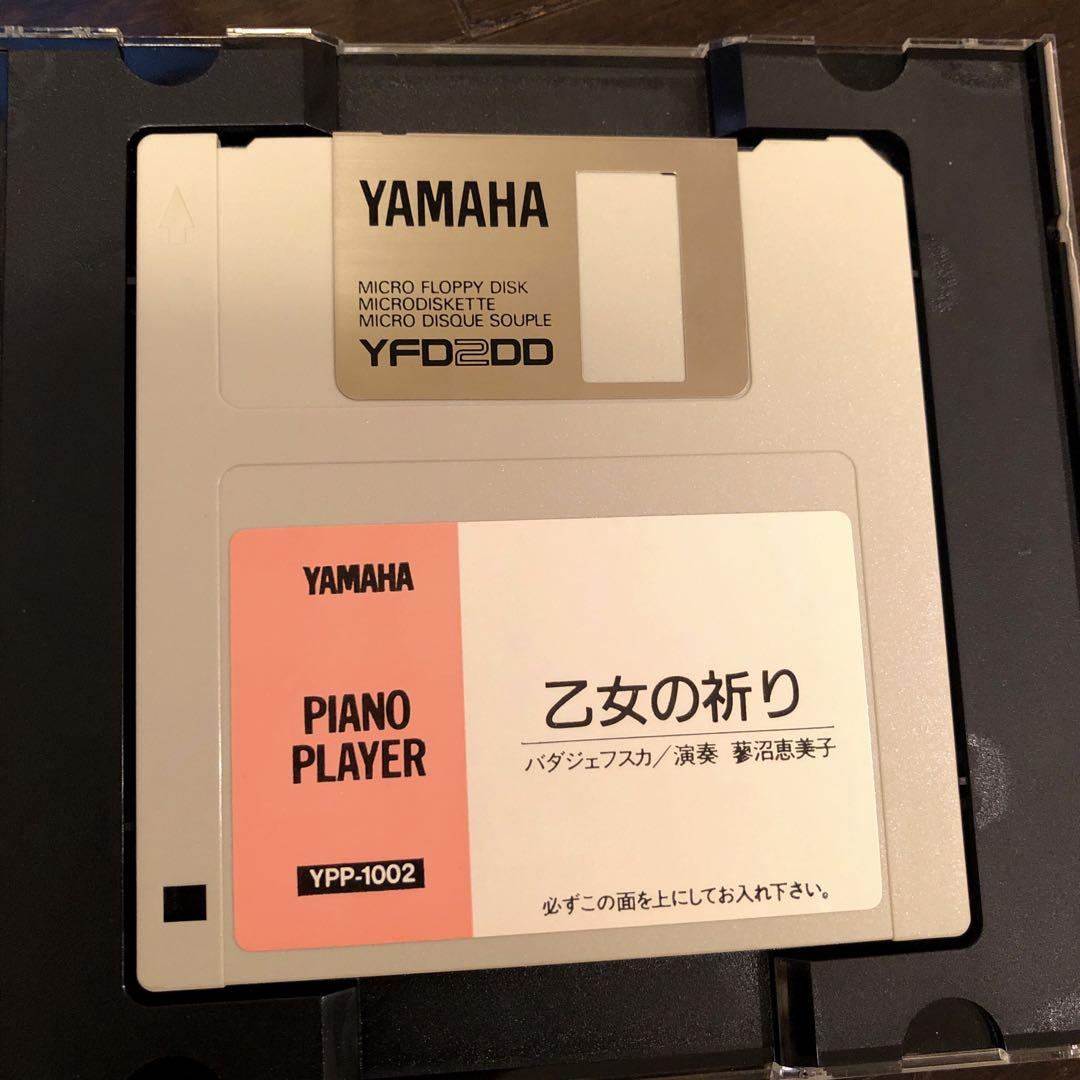 YAMAHA
MICRO FLOPPY DISK
MICRODISKETTE
MICRO DISQUE SOUPLE
YFD2DD
YAMAHA
PIANO
PLAYER
YPP-1002
乙女の祈り
バダジェフスカ/演奏 蓼沼恵美子
必ずこの面を上にしてお入れ下さい。